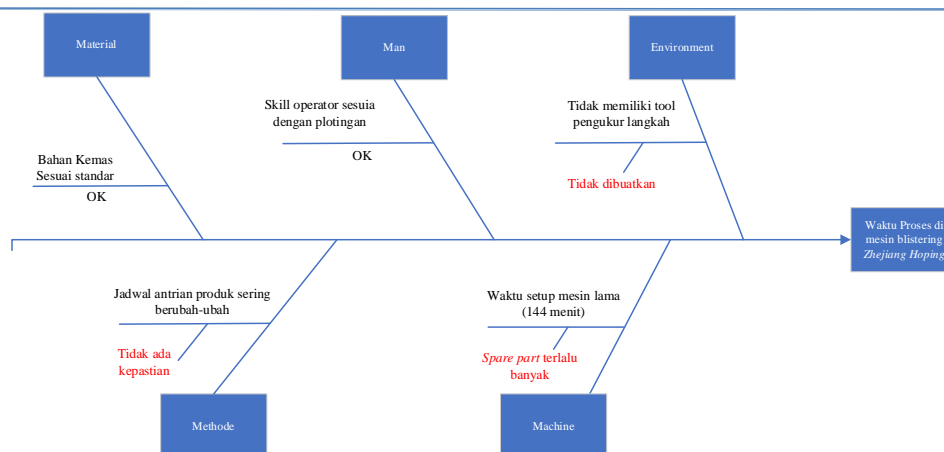 Material
Man
Environment
Skill operator sesuia
dengan plotingan
OK
Tidak memiliki tool
pengukur langkah
Tidak dibuatkan
Bahan Kemas
Sesuai standar
OK
Waktu Proses di
mesin blistering
Zhejiang Hoping
Jadwal antrian produk sering
berubah-ubah
Tidak ada
kepastian
Waktu setup mesin lama
(144 menit)
Spare part terlalu
banyak
Methode
Machine